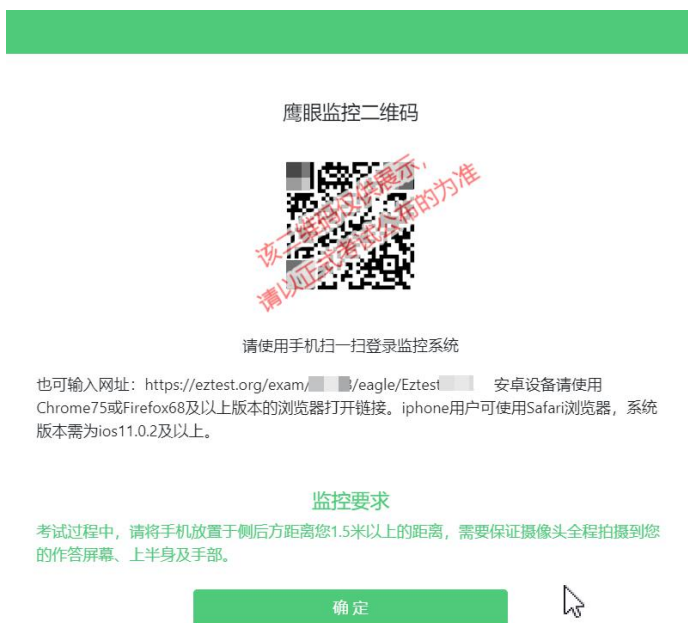 鹰眼监控二维码
该二维码仅供展示，
请以正式考试公布的为准
请使用手机扫一扫登录监控系统
也可输入网址：https://eztest.org/exam/ /eagle/Eztest 安卓设备请使用
Chrome75或Firefox68及以上版本的浏览器打开链接。iphone用户可使用Safari浏览器，系统
版本需为ios11.0.2及以上。
监控要求
考试过程中，请将手机放置于侧后方距离您1.5米以上的距离，需要保证摄像头全程拍摄到您
的作答屏幕、上半身及手部。
确定